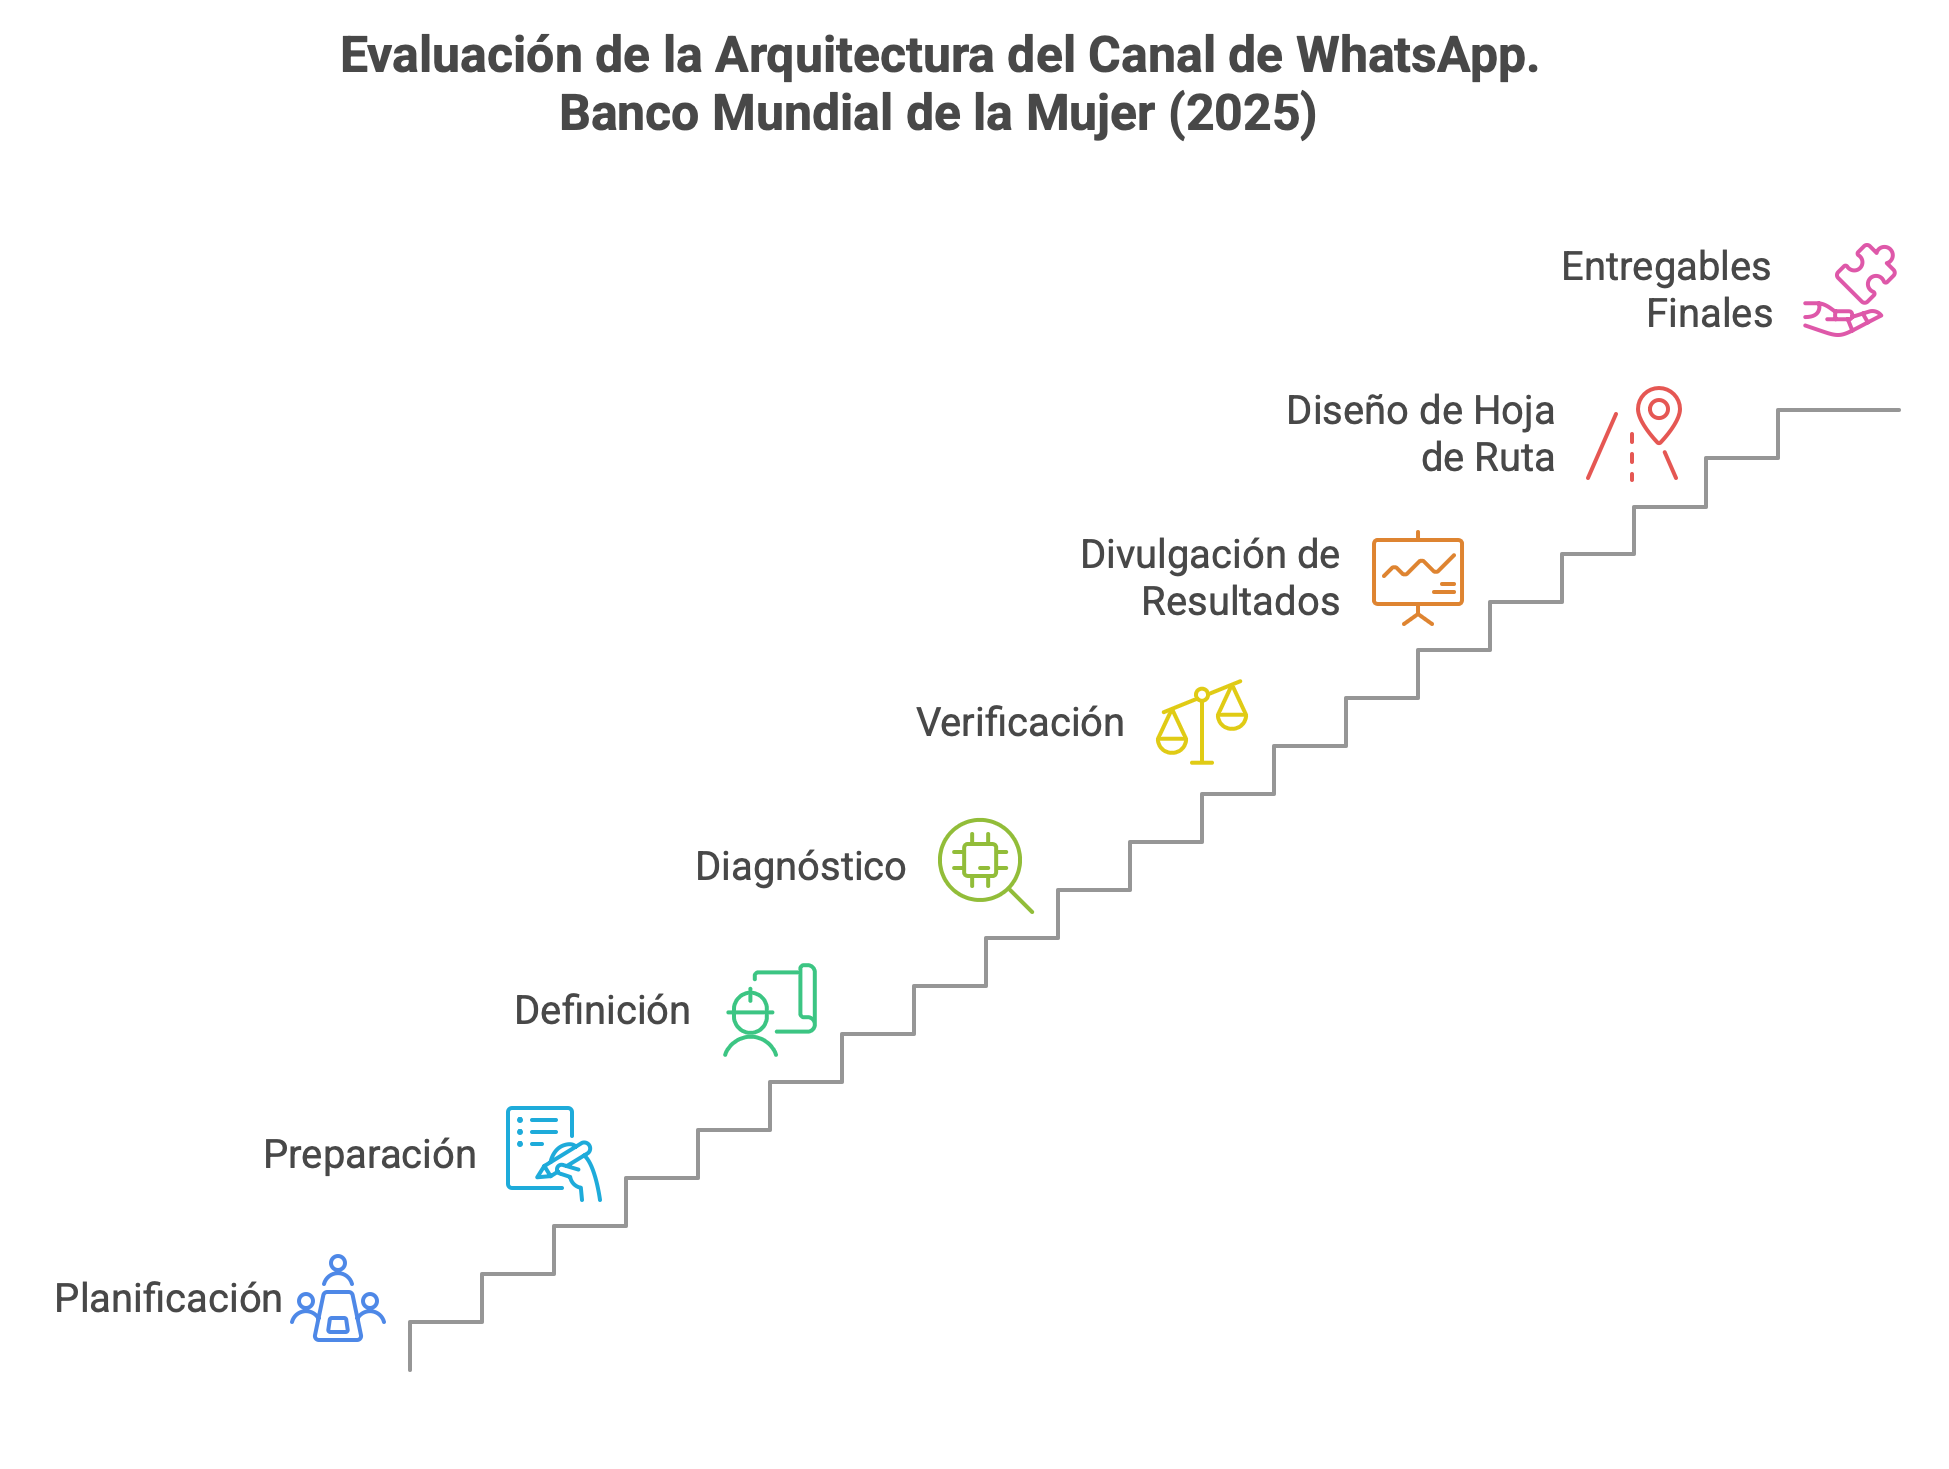 Evaluación de la Arquitectura del Canal de WhatsApp.
Banco Mundial de la Mujer (2025)
Entregables
Finales
Diseño de Hoja
de Ruta
Divulgación de
Resultados
Verificación
Diagnóstico
Definición
Preparación
Planificación